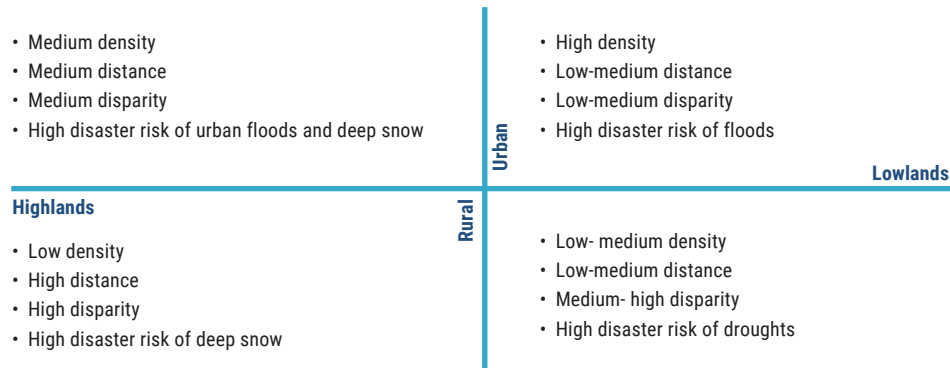 • Medium density
• Medium distance
• Medium disparity
• High disaster risk of urban floods and deep snow
• High density
• Low-medium distance
• Low-medium disparity
• High disaster risk of floods
Urban
Lowlands
Highlands
Rural
• Low density
• High distance
• High disparity
• High disaster risk of deep snow
• Low- medium density
• Low-medium distance
• Medium- high disparity
• High disaster risk of droughts